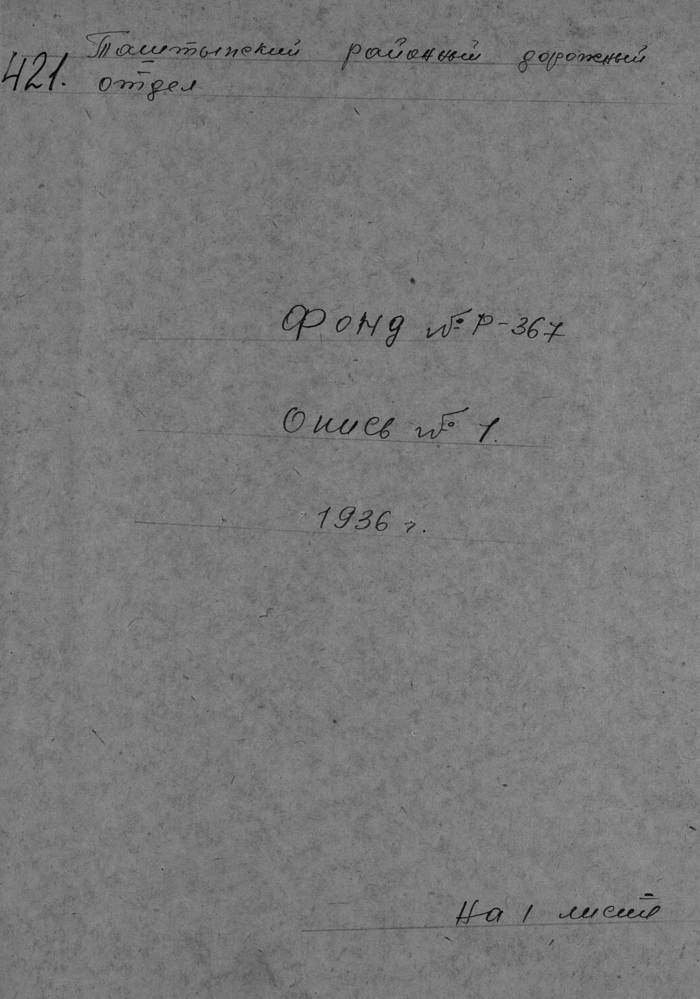 Таштыпский районный дорожный
421. отдел
Фонд № Р-367
Опись № 1.
1936 г.
На 1 листе